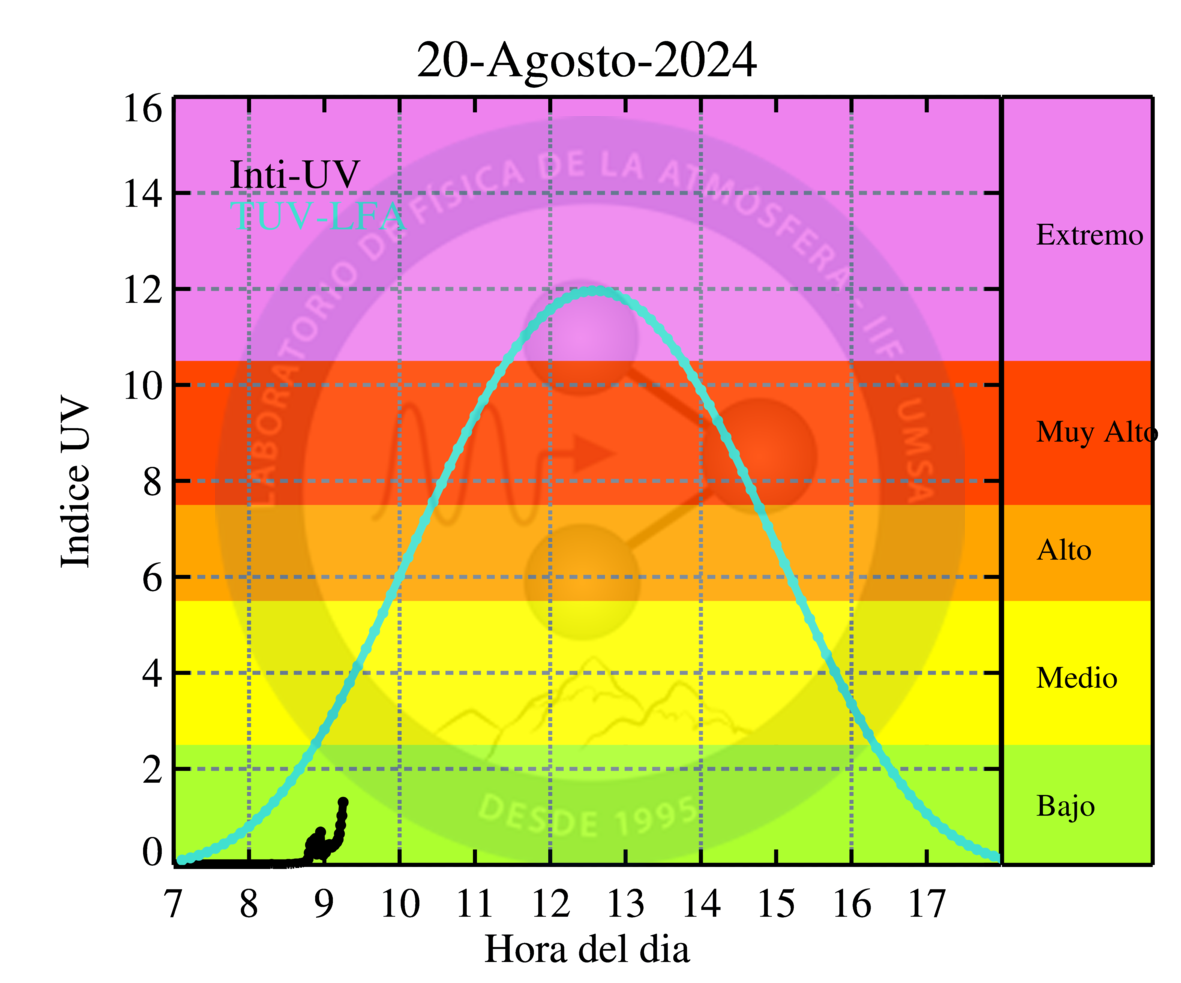 20-Agosto-2024
16
14
12
10
8
6
4
2
0
Indice UV
Inti-UV
TUV-LFA
LABORATORIO DE FÍSICA DE LA ATMÓSFERA - IIF - UMSA
DESDE 1995
Extremo
Muy Alto
Alto
Medio
Bajo
7 8 9 10 11 12 13 14 15 16 17
Hora del dia